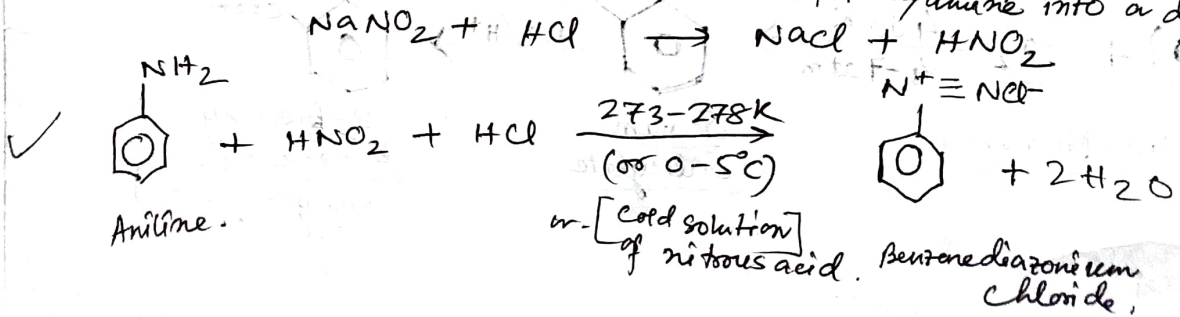 into a d
NaNO₂ + HCl ⟶ NaCl + HNO₂
NH₂ + HNO₂ + HCl 273-278K (or 0-5°C) ⟶ N⁺≡NCl⁻ + 2H₂O
Aniline. [cold solution] of nitrous acid. Benzenediazonium
chloride,